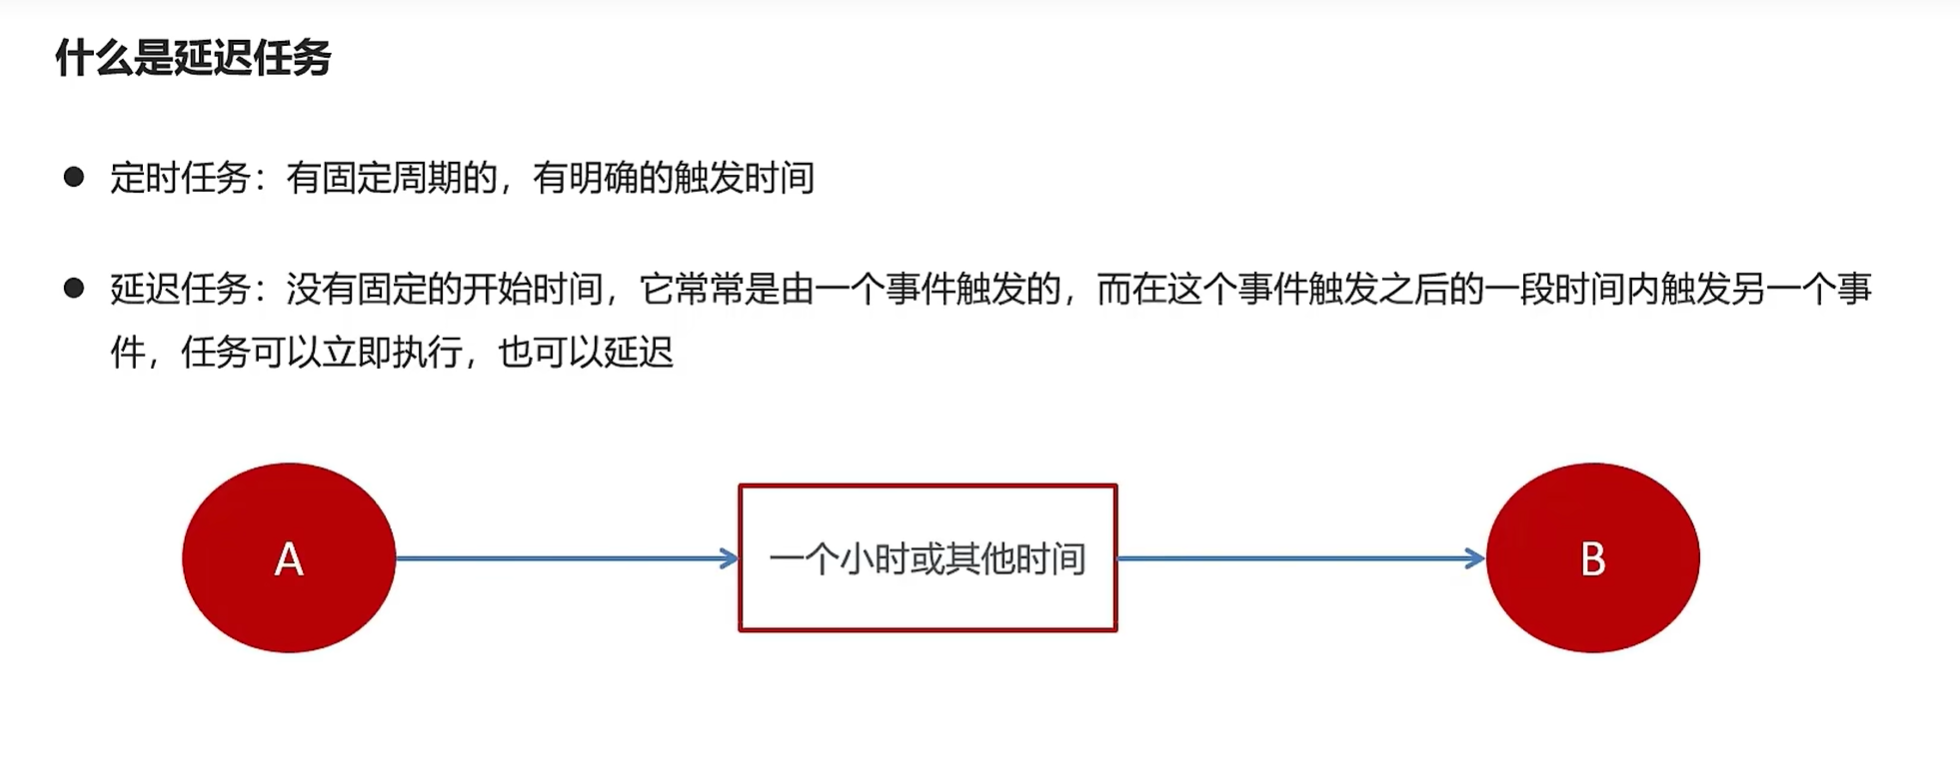 什么是延迟任务
● 定时任务：有固定周期的，有明确的触发时间
● 延迟任务：没有固定的开始时间，它常常是由一个事件触发的，而在这个事件触发之后的一段时间内触发另一个事
件，任务可以立即执行，也可以延迟
A
一个小时或其他时间
B